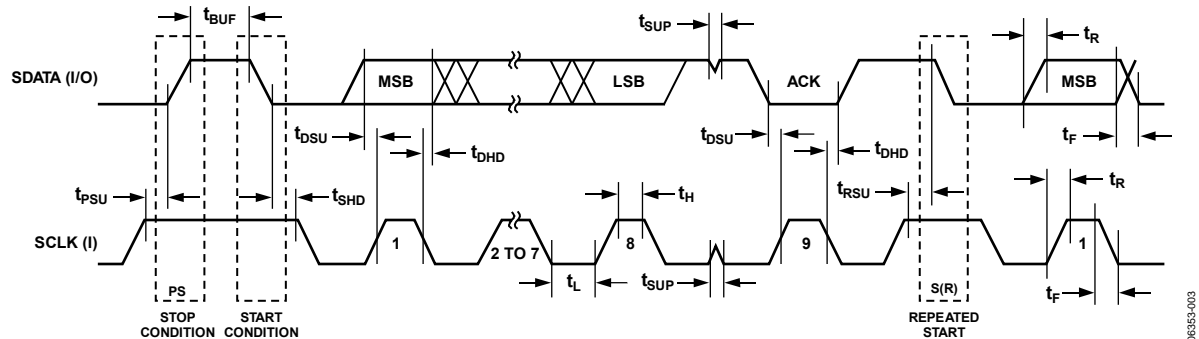 tBUF
tSUP
tR
SDATA (I/O)
MSB
LSB
ACK
MSB
tDSU
tDHD
tDSU
tDHD
tF
tPSU
tSHD
tH
tRSU
tR
SCLK (I)
1
2 TO 7
8
9
1
tL
tSUP
tF
PS
S(R)
STOP
CONDITION
START
CONDITION
REPEATED
START
06353-003